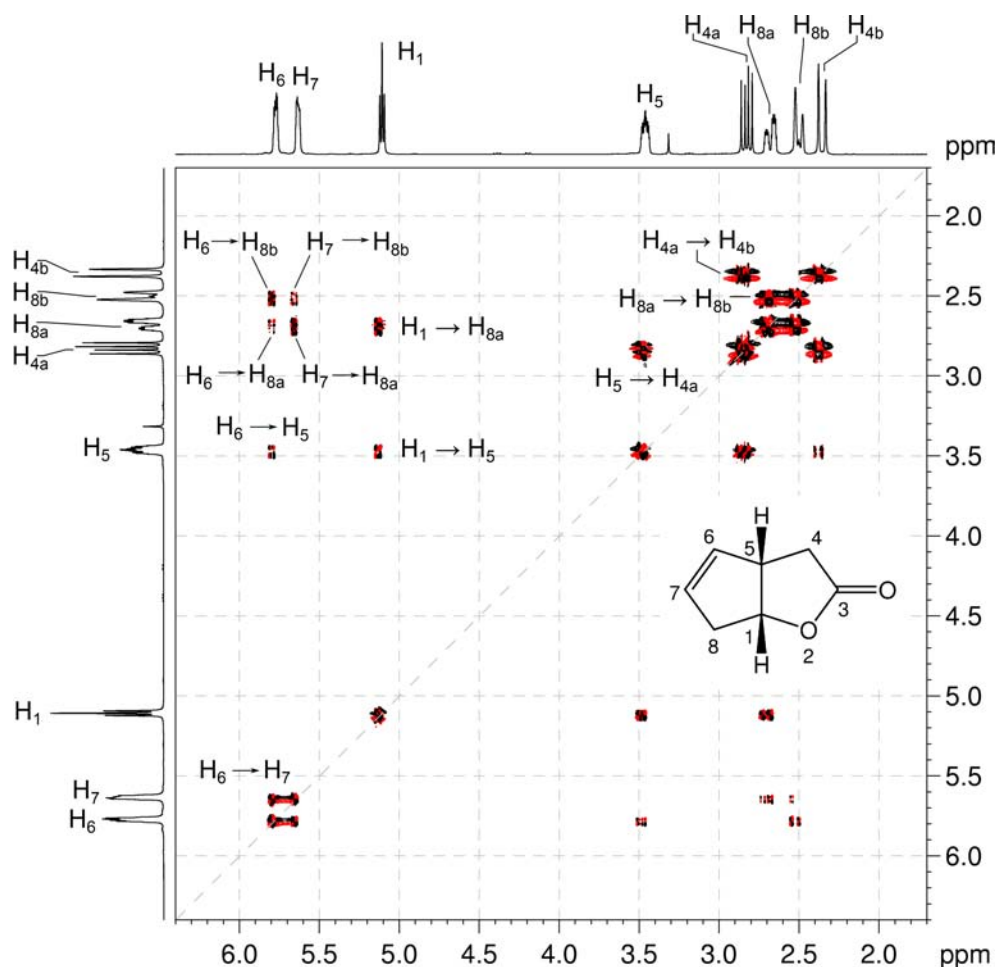 H4a H8a H8b H4b
H1
H6 H7
H5
ppm
H4b
H8b
H8a
H4a
H5
H1
H7
H6
H6 → H8b H7 → H8b
H4a → H4b
H8a → H8b
H1 → H8a
H6 → H8a H7 → H8a
H5 → H4a
H6 → H5
H1 → H5
H6 → H7
H
6 5 4
7 3 O
8 1 O
2
H
2.0
2.5
3.0
3.5
4.0
4.5
5.0
5.5
6.0
6.0 5.5 5.0 4.5 4.0 3.5 3.0 2.5 2.0 ppm